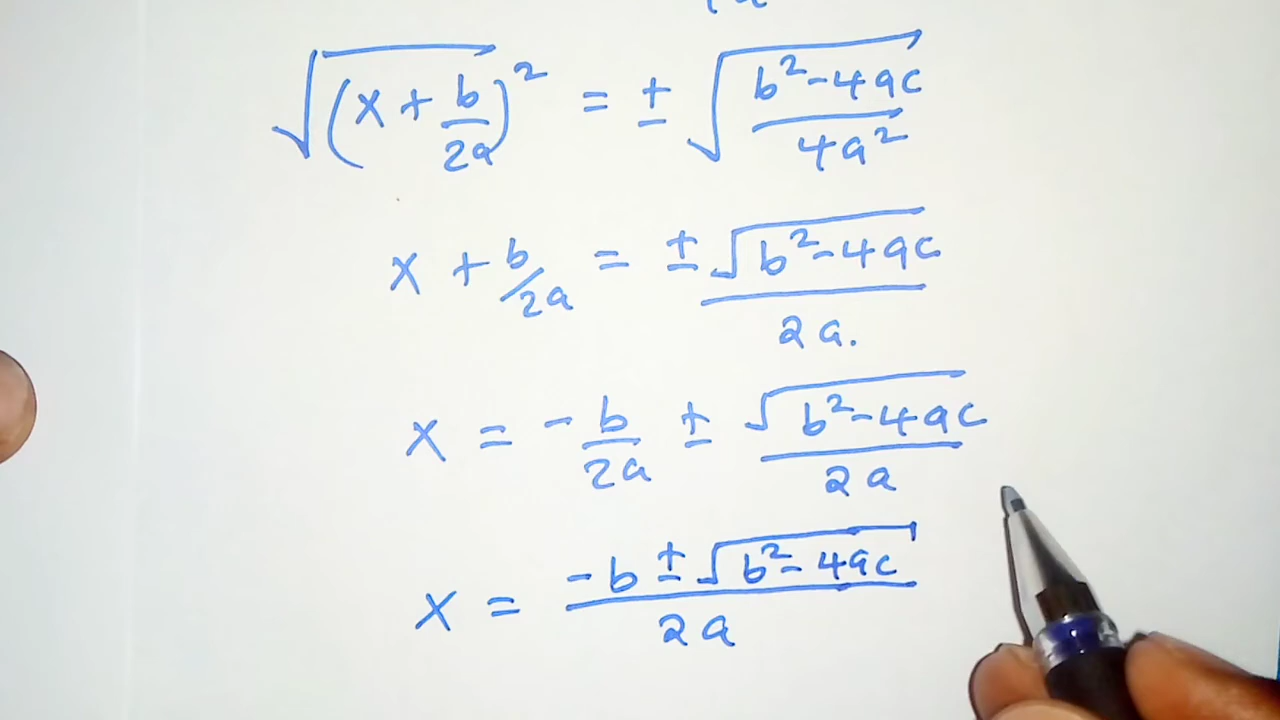 √(x + b/2a)² = ± √(b² - 4ac / 4a²)
x + b/2a = ± √(b² - 4ac) / 2a.
x = - b/2a ± √(b² - 4ac) / 2a
x = (-b ± √(b² - 4ac)) / 2a